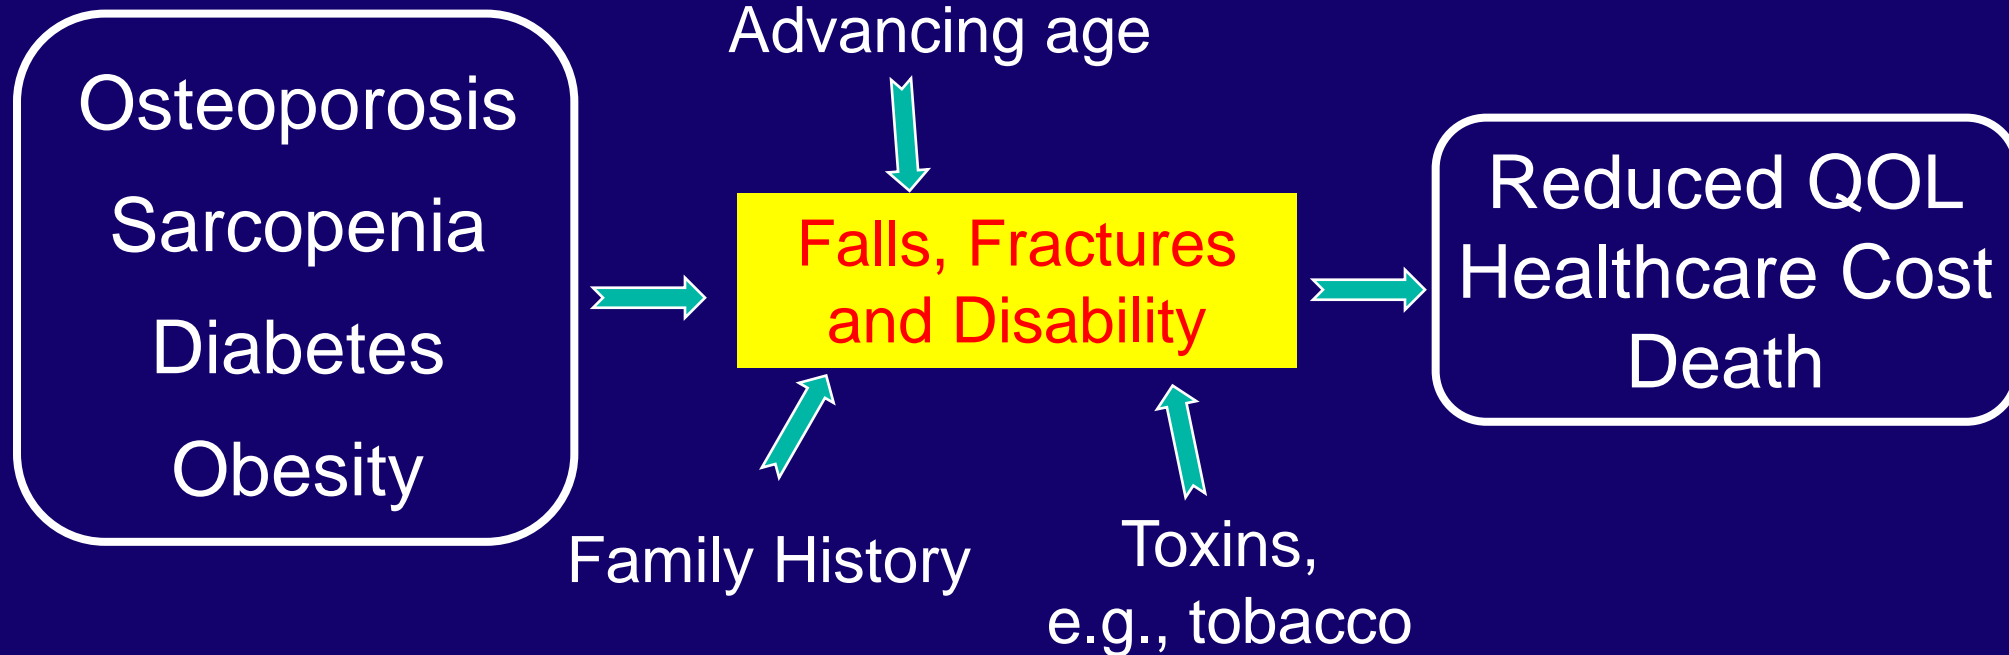 Osteoporosis
Sarcopenia
Diabetes
Obesity
Advancing age
Falls, Fractures
and Disability
Family History
Toxins,
e.g., tobacco
Reduced QOL
Healthcare Cost
Death